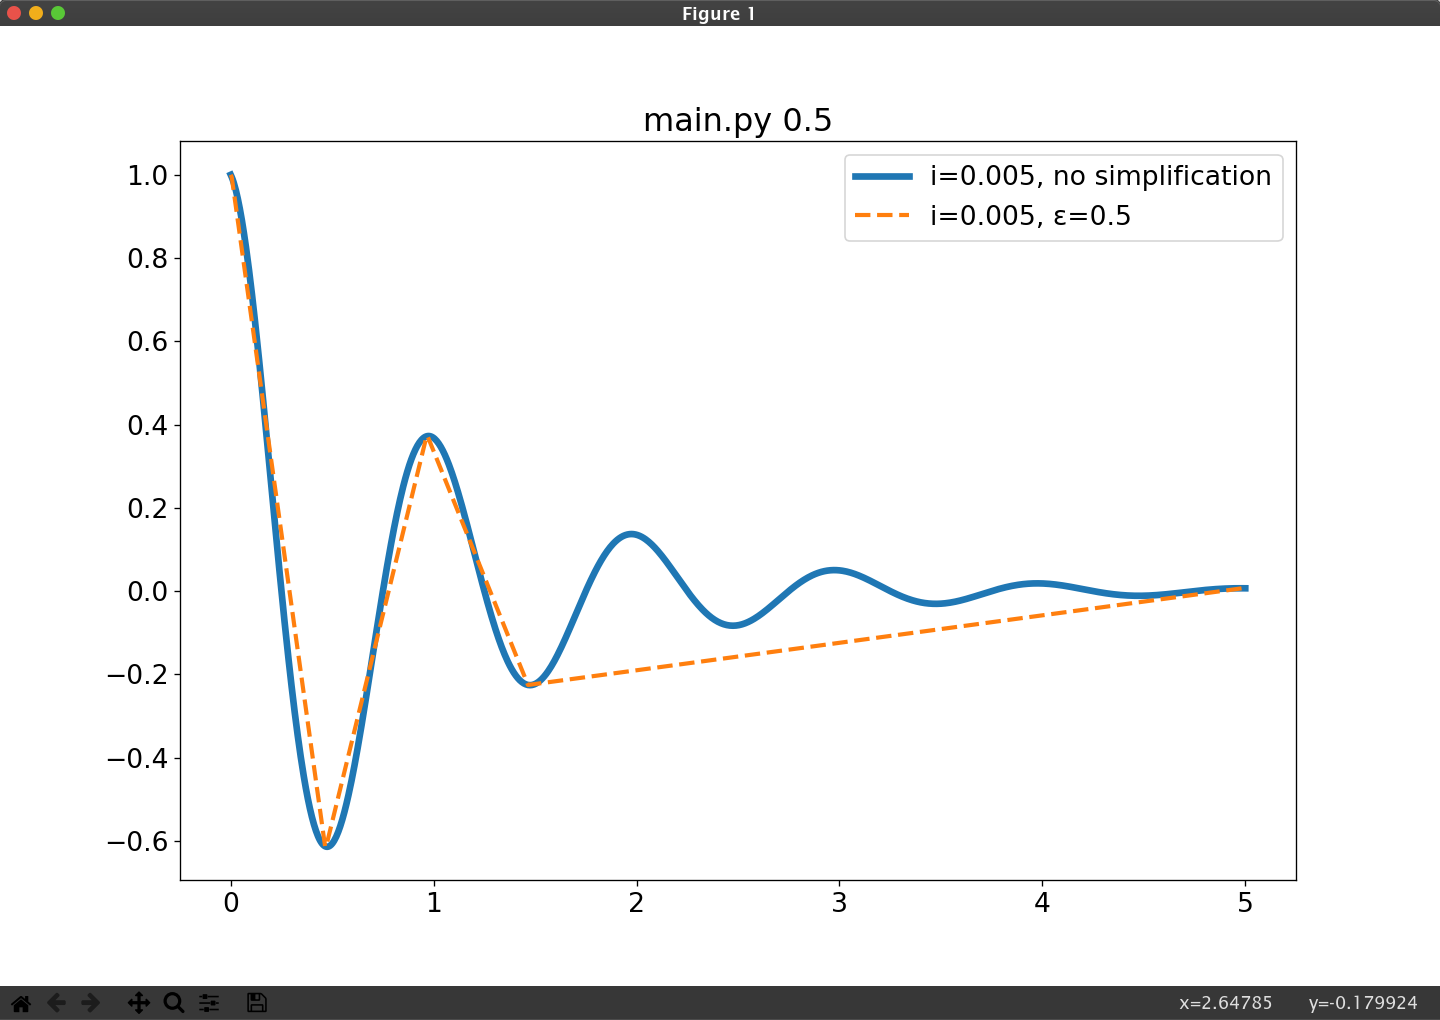 Figure 1
main.py 0.5
i=0.005, no simplification
i=0.005, ε=0.5
1.0
0.8
0.6
0.4
0.2
0.0
−0.2
−0.4
−0.6
0 1 2 3 4 5
x=2.64785 y=-0.179924